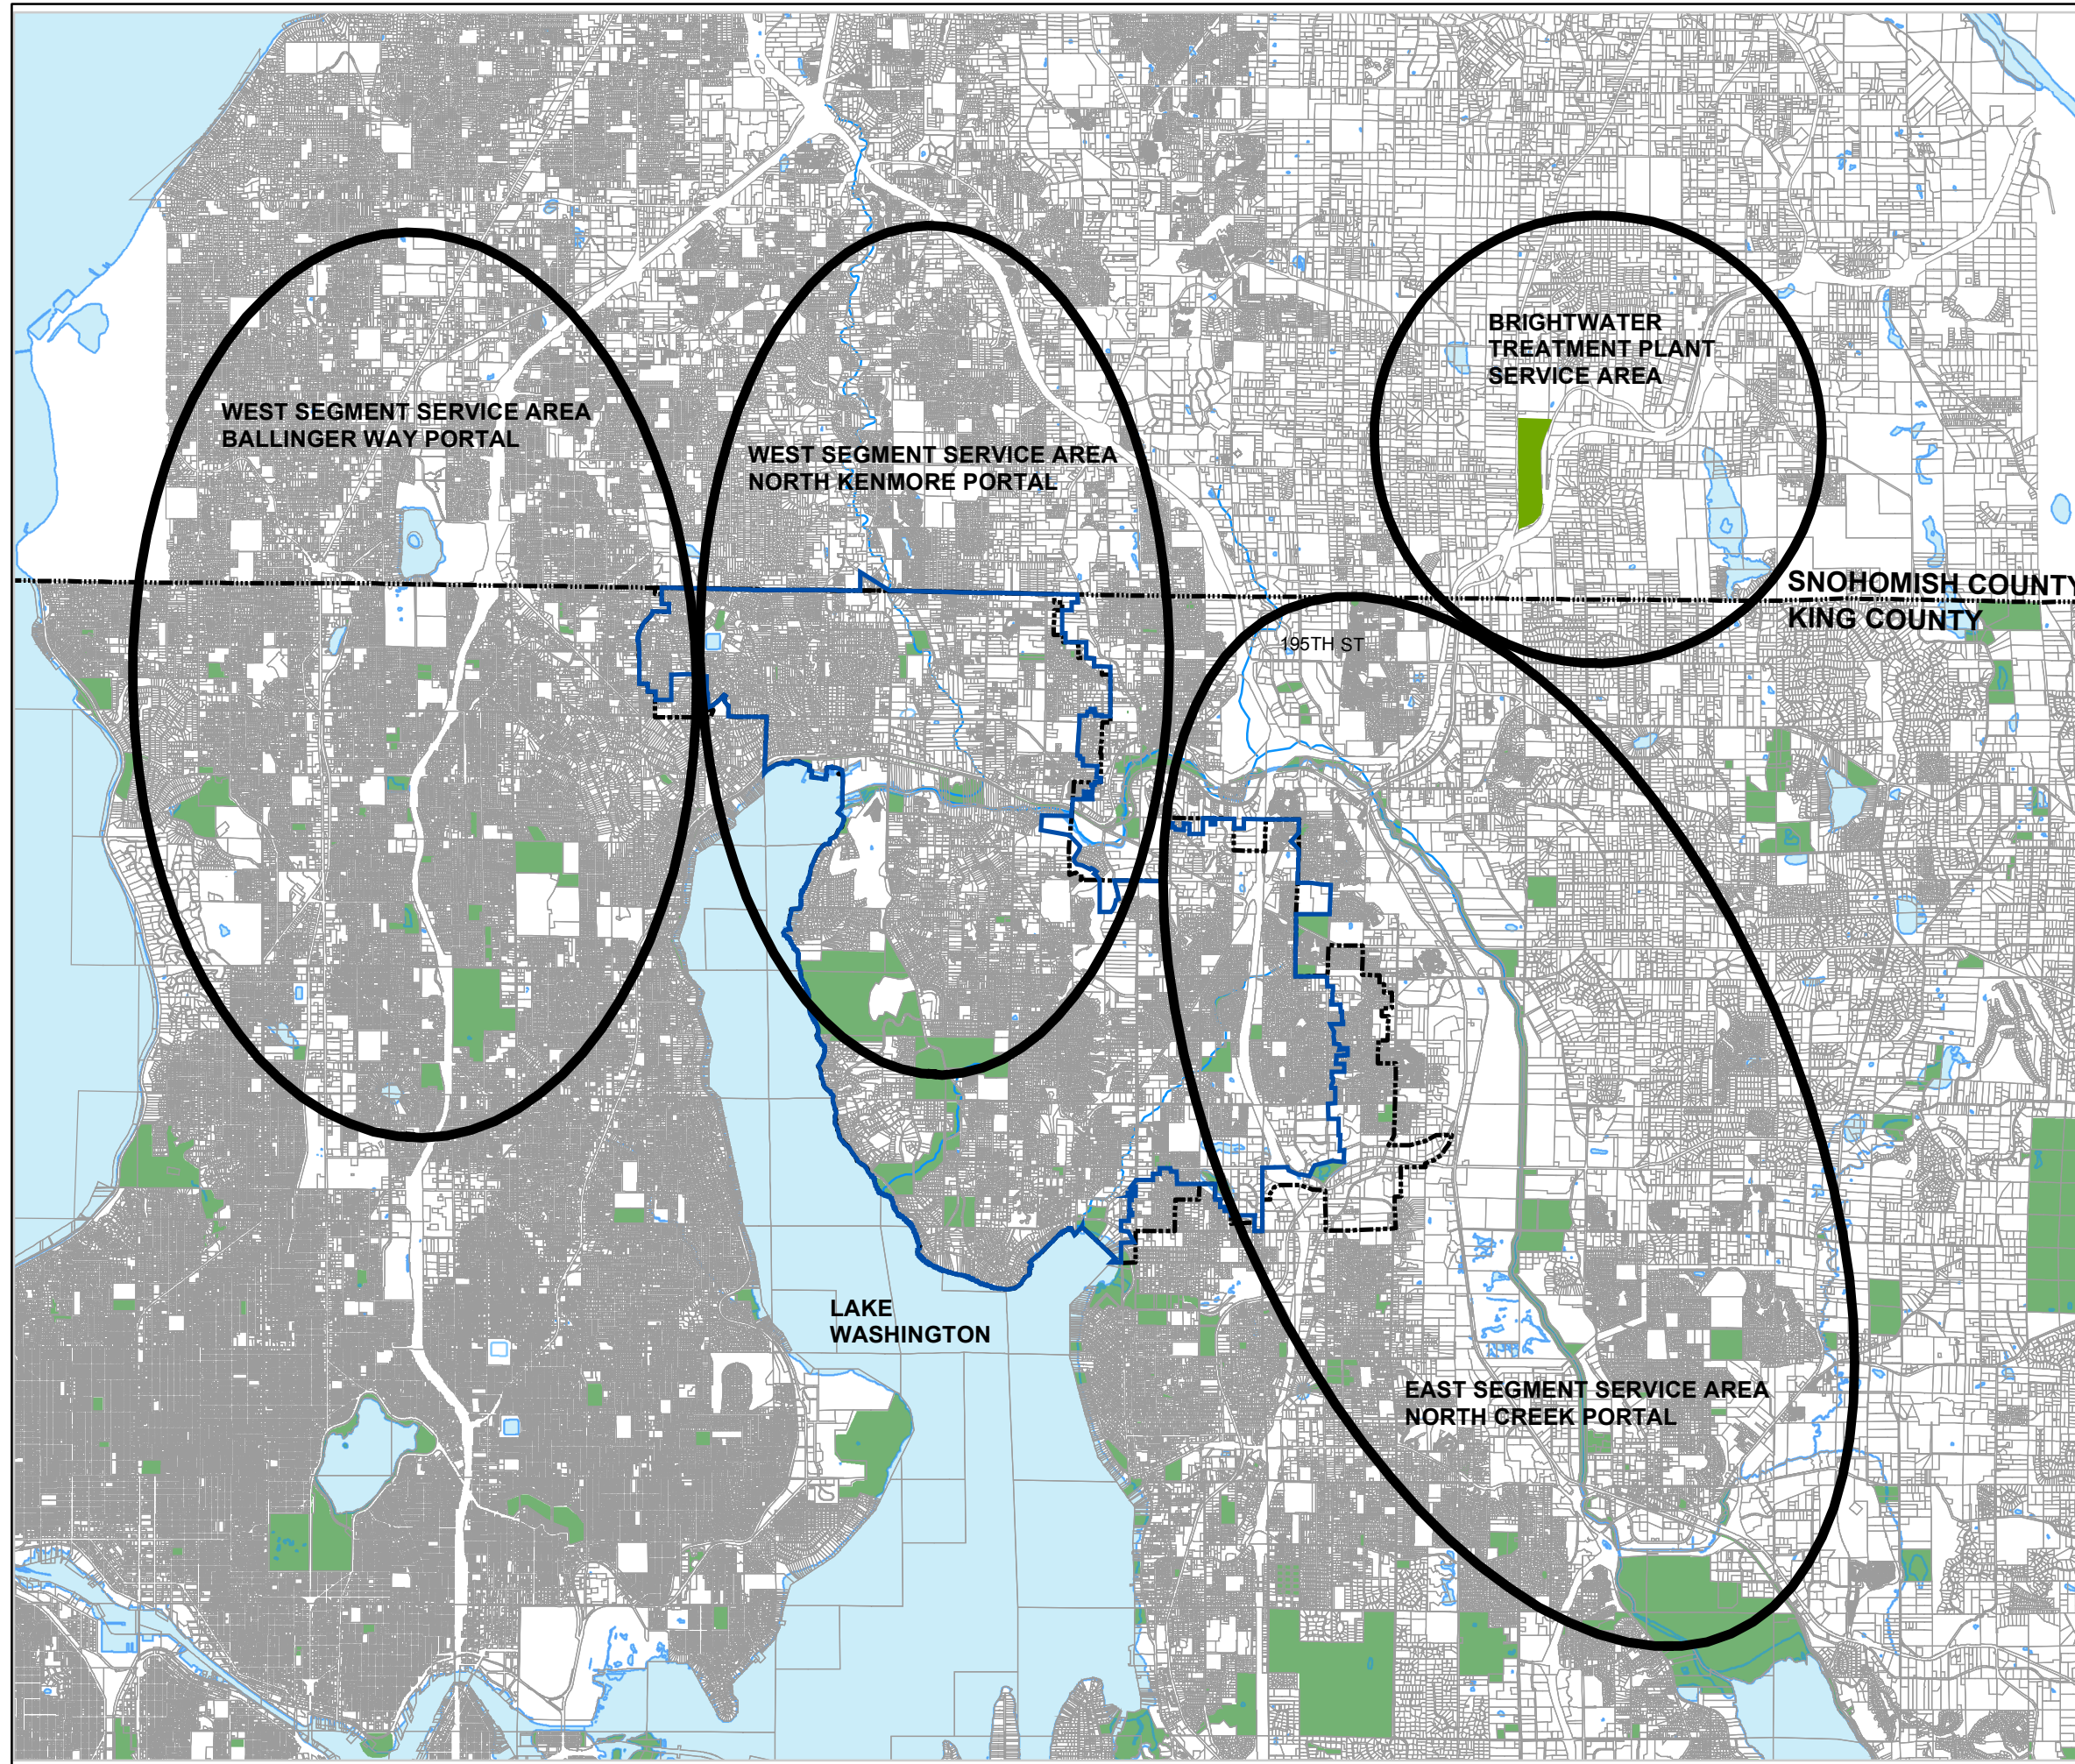 BRIGHTWATER
TREATMENT PLANT
SERVICE AREA
WEST SEGMENT SERVICE AREA
BALLINGER WAY PORTAL
WEST SEGMENT SERVICE AREA
NORTH KENMORE PORTAL
SNOHOMISH COUNTY
KING COUNTY
195TH ST
LAKE
WASHINGTON
EAST SEGMENT SERVICE AREA
NORTH CREEK PORTAL